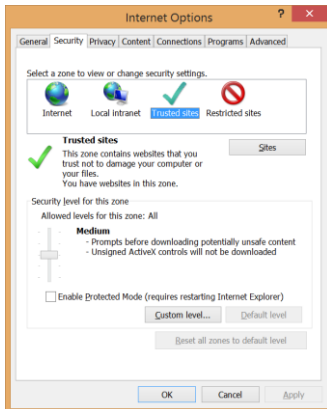 Internet Options
? ×
General Security Privacy Content Connections Programs Advanced
Select a zone to view or change security settings.
Internet Local intranet Trusted sites Restricted sites
Trusted sites
Sites
This zone contains websites that you
trust not to damage your computer or
your files.
You have websites in this zone.
Security level for this zone
Allowed levels for this zone: All
Medium
- Prompts before downloading potentially unsafe content
- Unsigned ActiveX controls will not be downloaded
Enable Protected Mode (requires restarting Internet Explorer)
Custom level... Default level
Reset all zones to default level
OK Cancel Apply